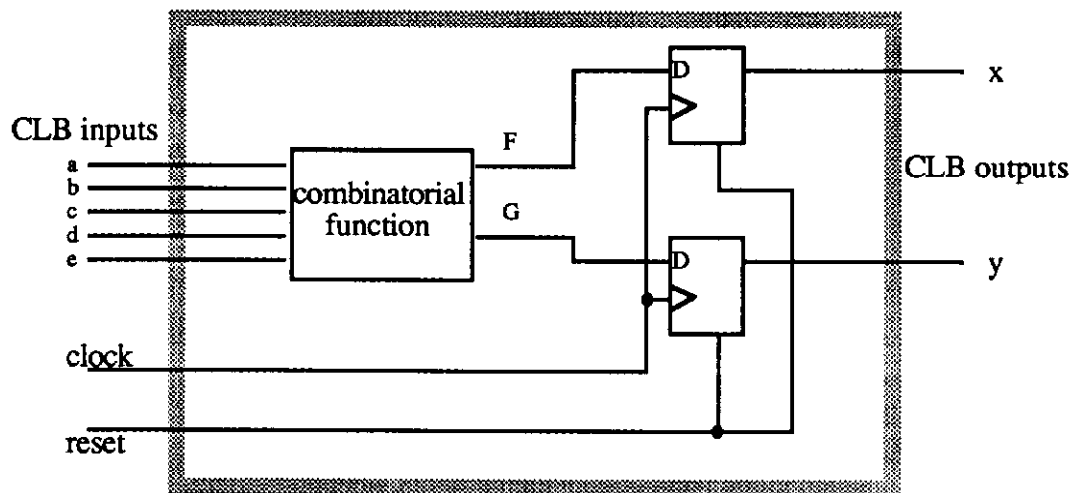 CLB inputs
a
b
c
d
e
combinatorial
function
F
G
D
D
x
CLB outputs
y
clock
reset